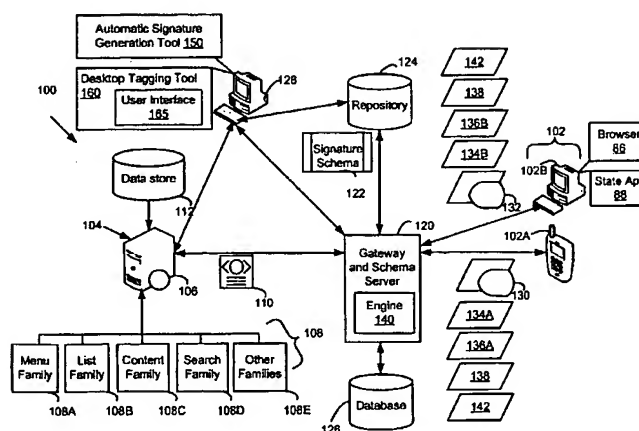 Automatic Signature
Generation Tool 150
Desktop Tagging Tool
160
User Interface
165
100
126
124
Repository
Signature
Schema
122
142
138
136B
134B
132
102
102B
Browser
86
State App
88
102A
Data store
112
104
106
110
120
Gateway
and Schema
Server
Engine
140
130
134A
136A
138
142
108
Menu
Family
List
Family
Content
Family
Search
Family
Other
Families
108A
108B
108C
108D
108E
Database